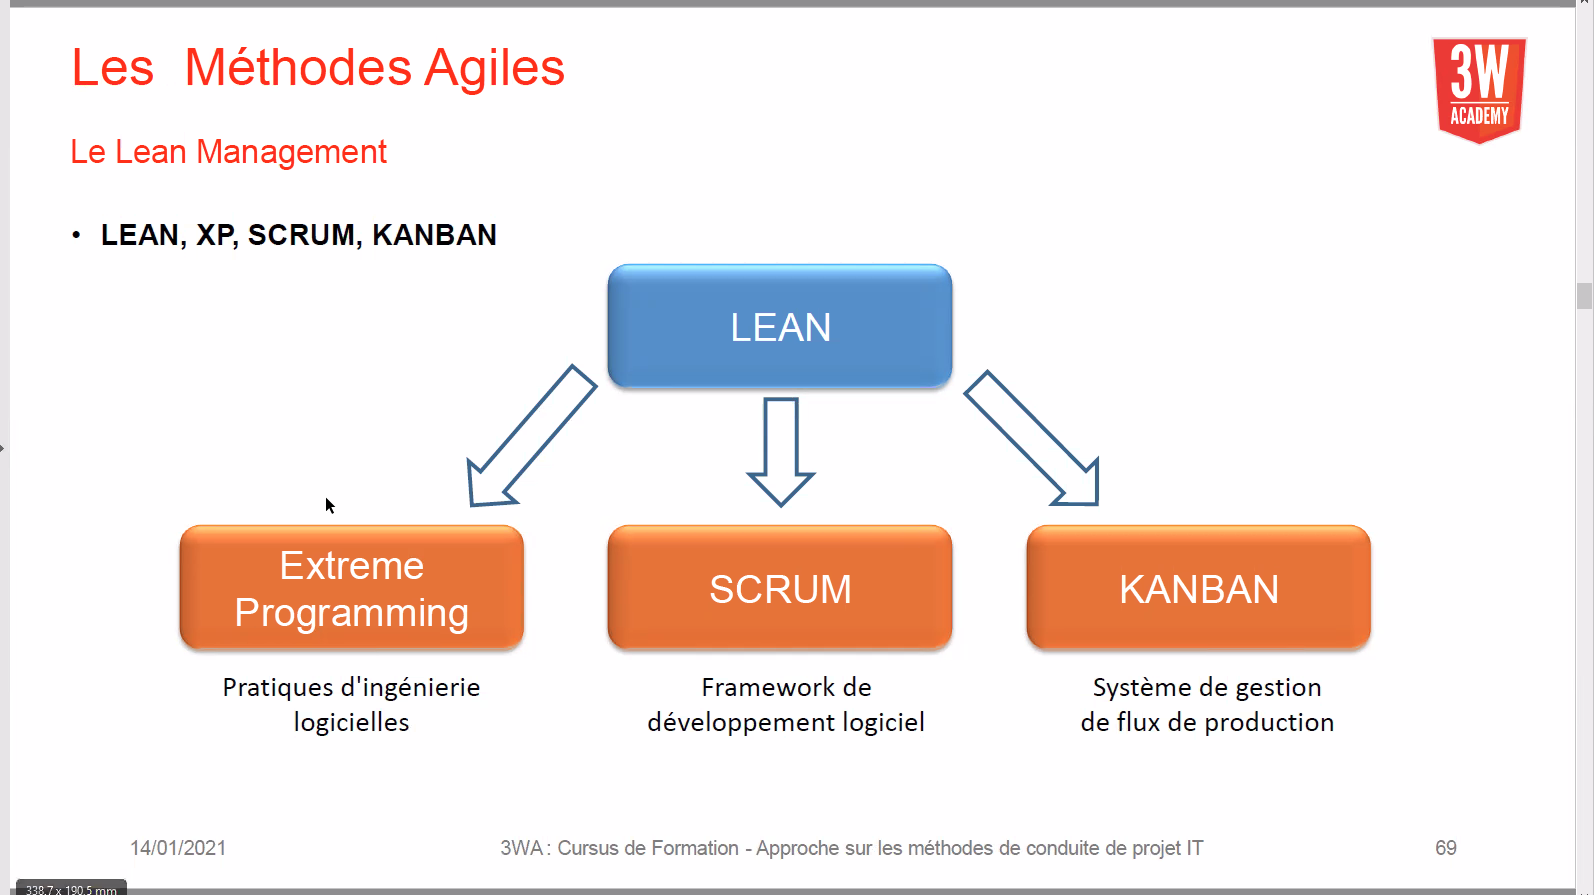 Les  Méthodes Agiles
3W
ACADEMY
Le Lean Management
• LEAN, XP, SCRUM, KANBAN
LEAN
Extreme
Programming
SCRUM
KANBAN
Pratiques d'ingénierie
logicielles
Framework de
développement logiciel
Système de gestion
de flux de production
14/01/2021
3WA : Cursus de Formation - Approche sur les méthodes de conduite de projet IT
69
338,7 x 190,5 mm